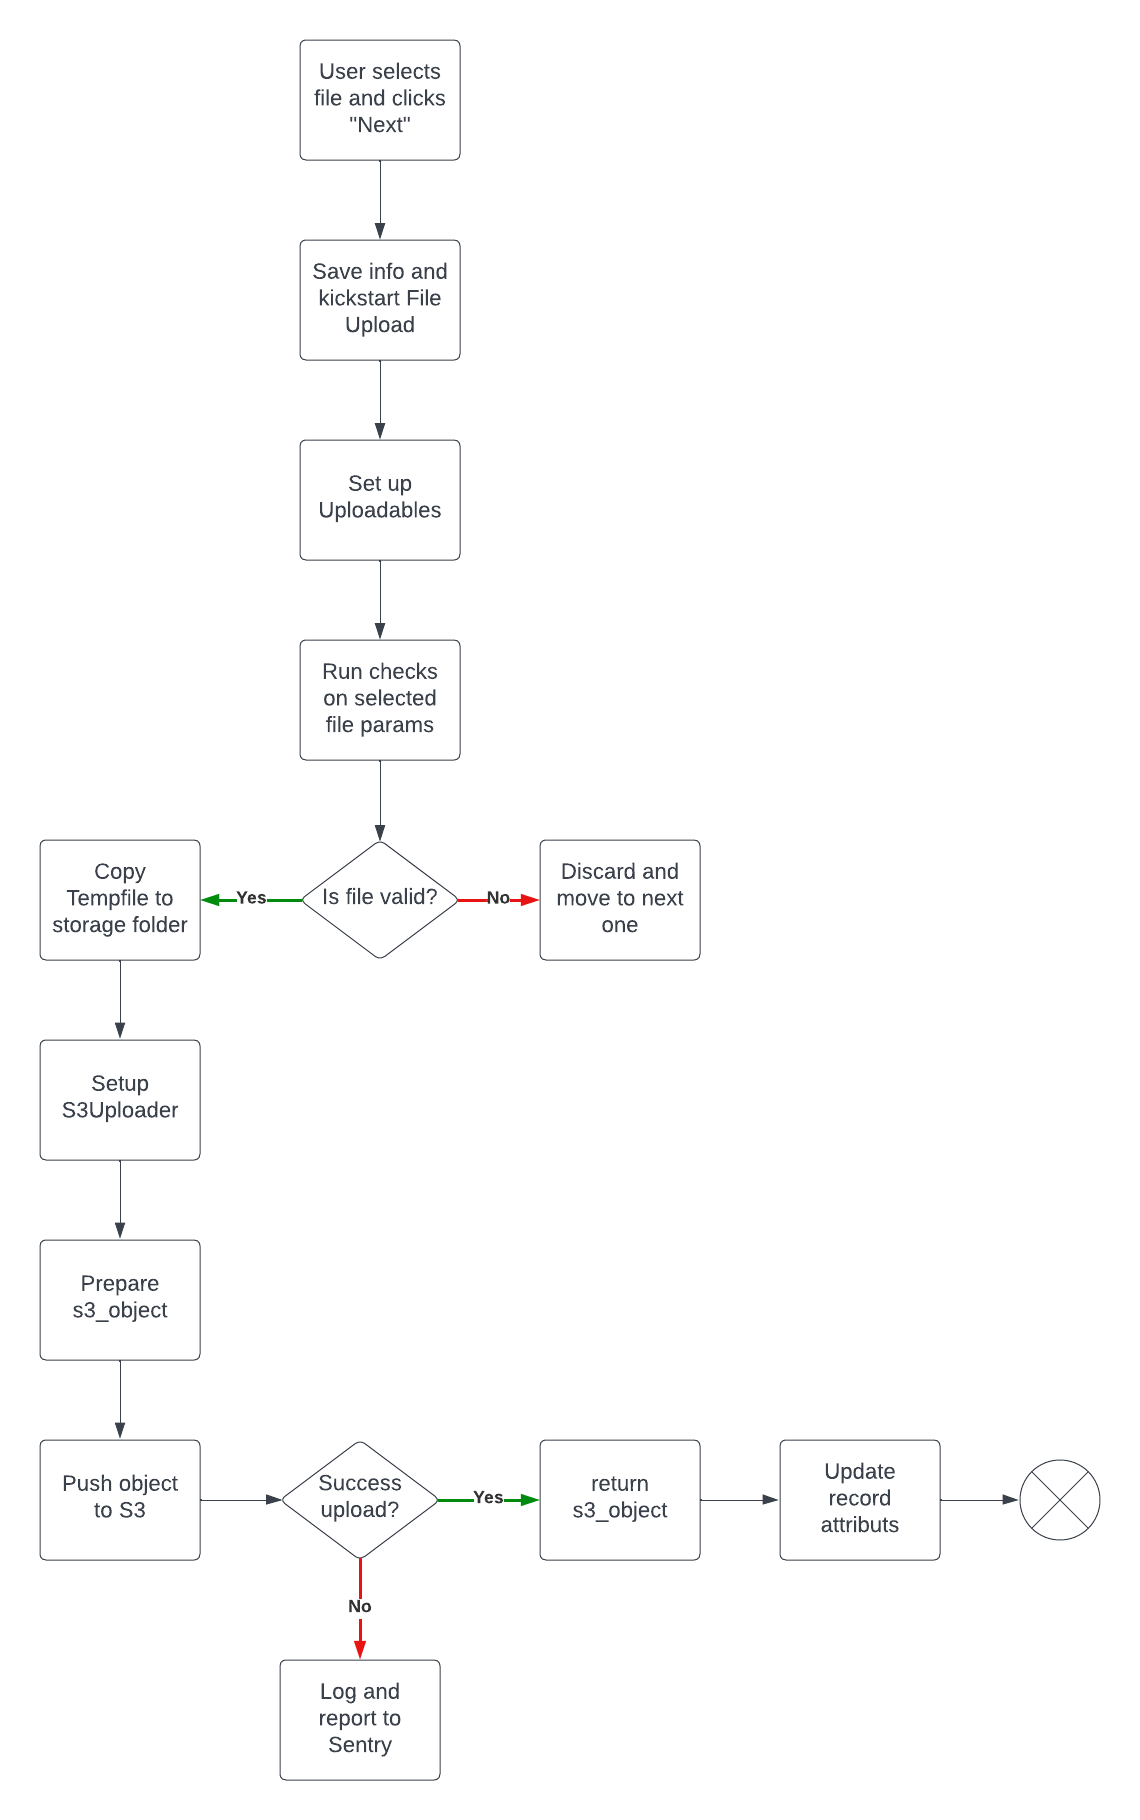 User selects
file and clicks
"Next"
Save info and
kickstart File
Upload
Set up
Uploadables
Run checks
on selected
file params
Is file valid?
Yes
No
Copy
Tempfile to
storage folder
Discard and
move to next
one
Setup
S3Uploader
Prepare
s3_object
Push object
to S3
Success
upload?
Yes
return
s3_object
Update
record
attributs
No
Log and
report to
Sentry